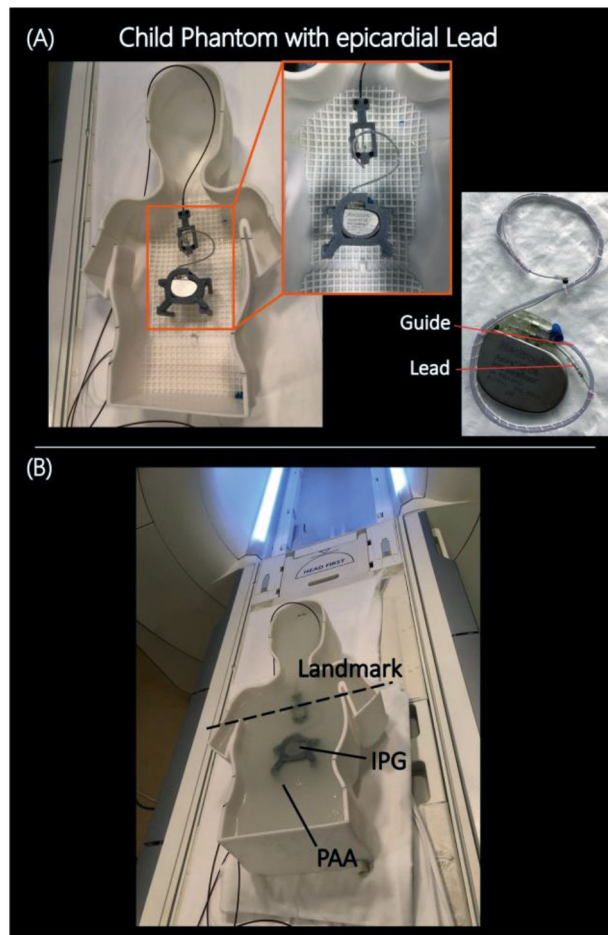 (A) Child Phantom with epicardial Lead
Guide
Lead
(B)
HEAD FIRST
Landmark
IPG
PAA